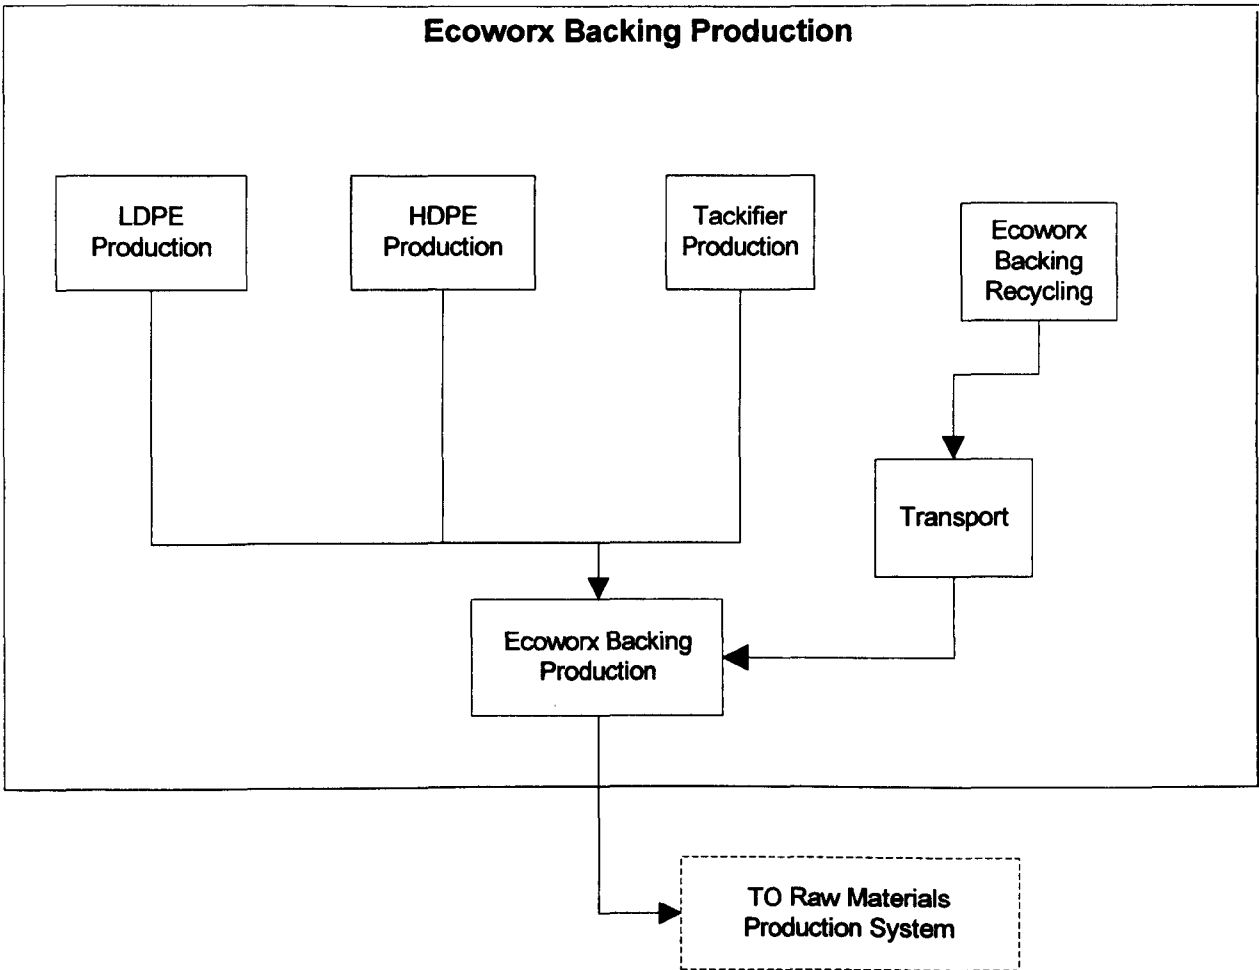 Ecoworx Backing Production
LDPE
Production
HDPE
Production
Tackifier
Production
Ecoworx
Backing
Recycling
Transport
Ecoworx Backing
Production
TO Raw Materials
Production System